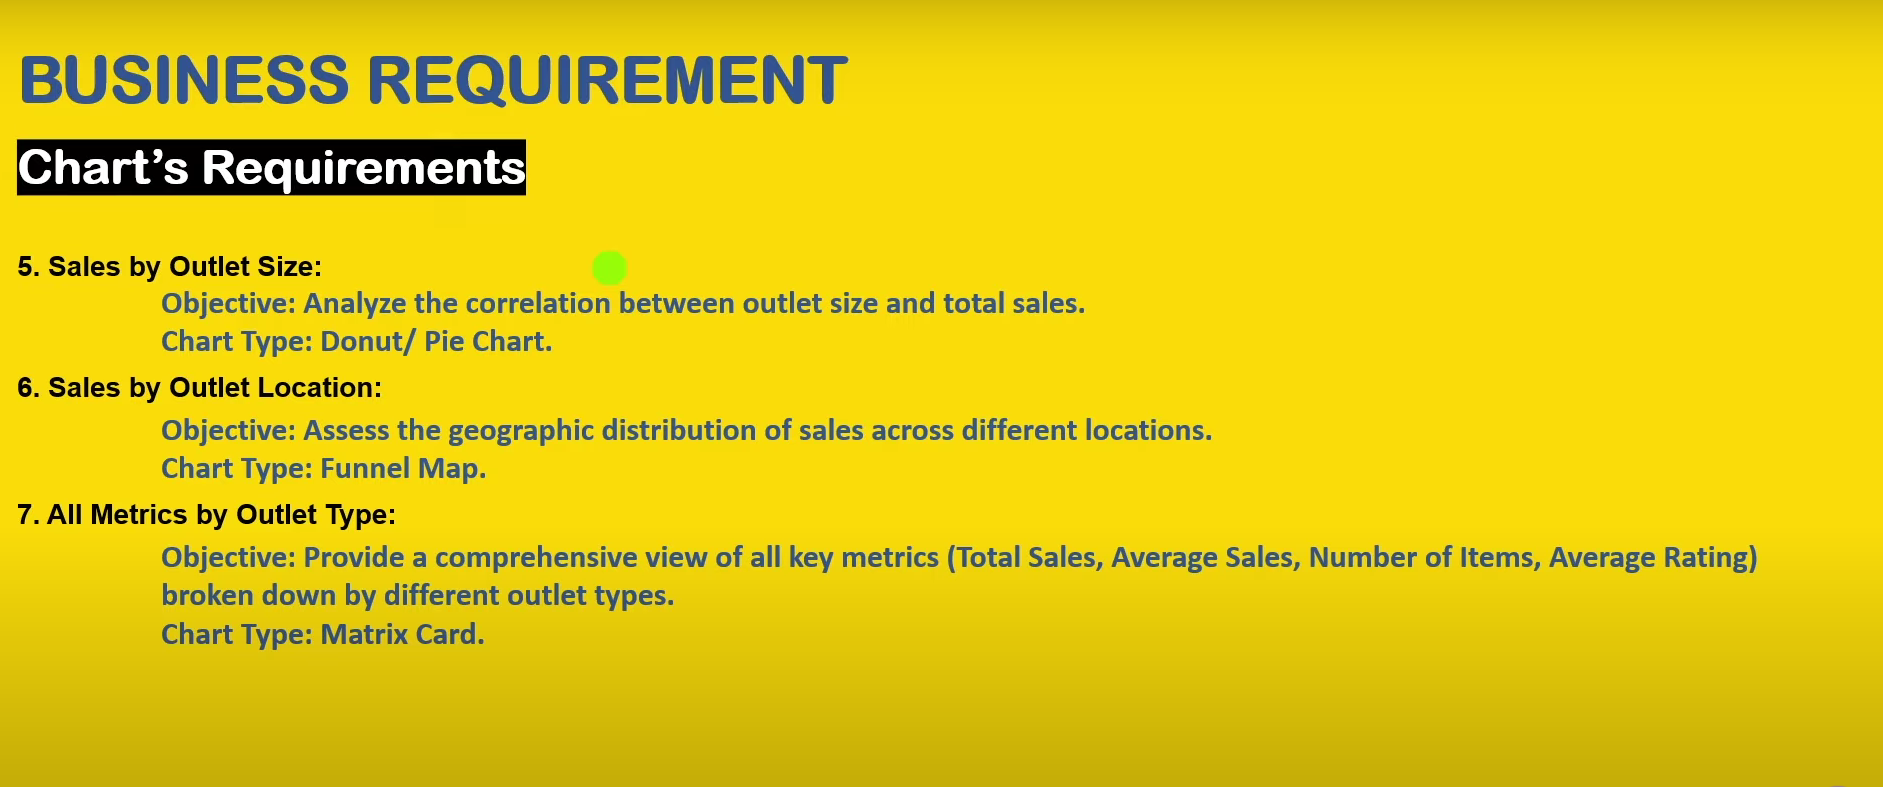 BUSINESS REQUIREMENT
Chart’s Requirements
5. Sales by Outlet Size:
Objective: Analyze the correlation between outlet size and total sales.
Chart Type: Donut/ Pie Chart.
6. Sales by Outlet Location:
Objective: Assess the geographic distribution of sales across different locations.
Chart Type: Funnel Map.
7. All Metrics by Outlet Type:
Objective: Provide a comprehensive view of all key metrics (Total Sales, Average Sales, Number of Items, Average Rating)
broken down by different outlet types.
Chart Type: Matrix Card.